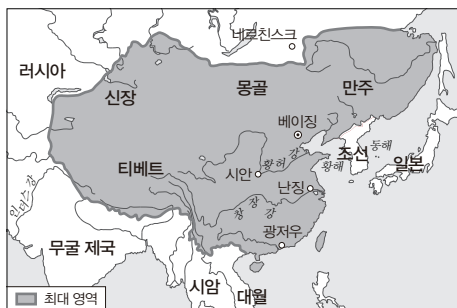 네르친스크
러시아
신장
몽골
만주
베이징
조선
동해
일본
티베트
시안
황허 강
황해
난징
인더스강
창장 강
광저우
무굴 제국
시암
대월
최대 영역